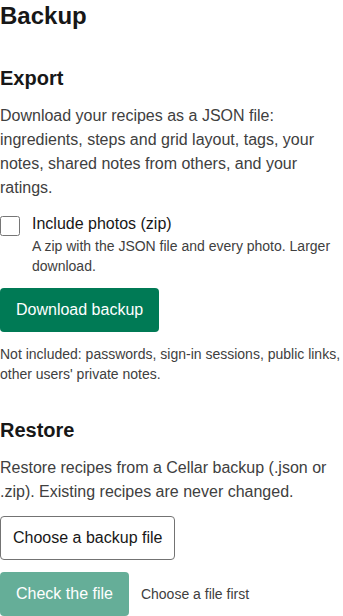 Backup
Export
Download your recipes as a JSON file:
ingredients, steps and grid layout, tags, your
notes, shared notes from others, and your
ratings.
Include photos (zip)
A zip with the JSON file and every photo. Larger
download.
Download backup
Not included: passwords, sign-in sessions, public links,
other users' private notes.
Restore
Restore recipes from a Cellar backup (.json or
.zip). Existing recipes are never changed.
Choose a backup file
Check the file
Choose a file first